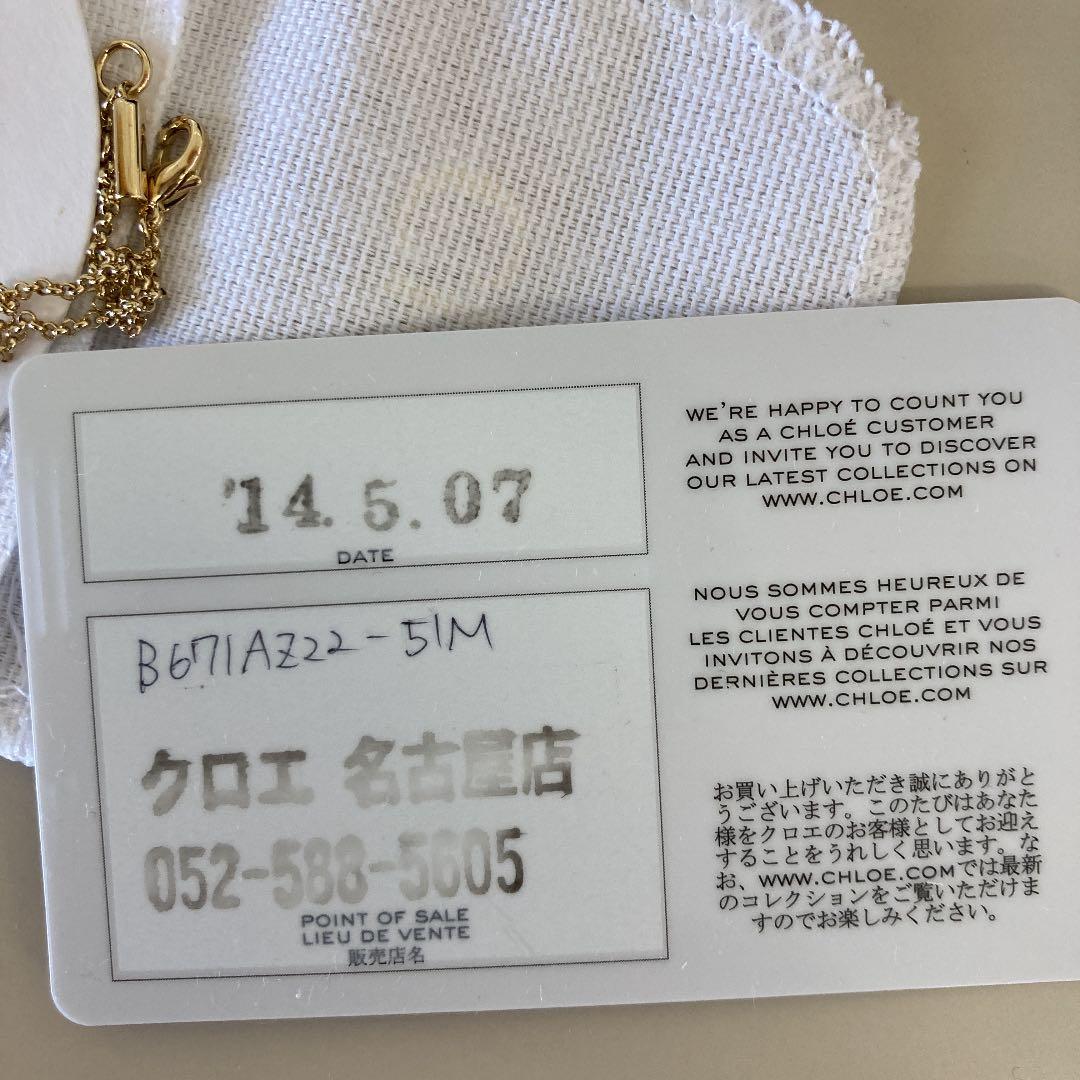 '14. 5. 07
DATE
B671AZ22-51M
クロエ 名古屋店
052-588-5605
POINT OF SALE
LIEU DE VENTE
販売店名
WE'RE HAPPY TO COUNT YOU
AS A CHLOÉ CUSTOMER
AND INVITE YOU TO DISCOVER
OUR LATEST COLLECTIONS ON
WWW.CHLOE.COM
NOUS SOMMES HEUREUX DE
VOUS COMPTER PARMI
LES CLIENTES CHLOÉ ET VOUS
INVITONS À DÉCOUVRIR NOS
DERNIÈRES COLLECTIONS SUR
WWW.CHLOE.COM
お買い上げいただき誠にありがと
うございます。このたびはあなた
様をクロエのお客様としてお迎え
することをうれしく思います。な
お、WWW.CHLOE.COMでは最新
のコレクションをご覧いただけま
すのでお楽しみください。